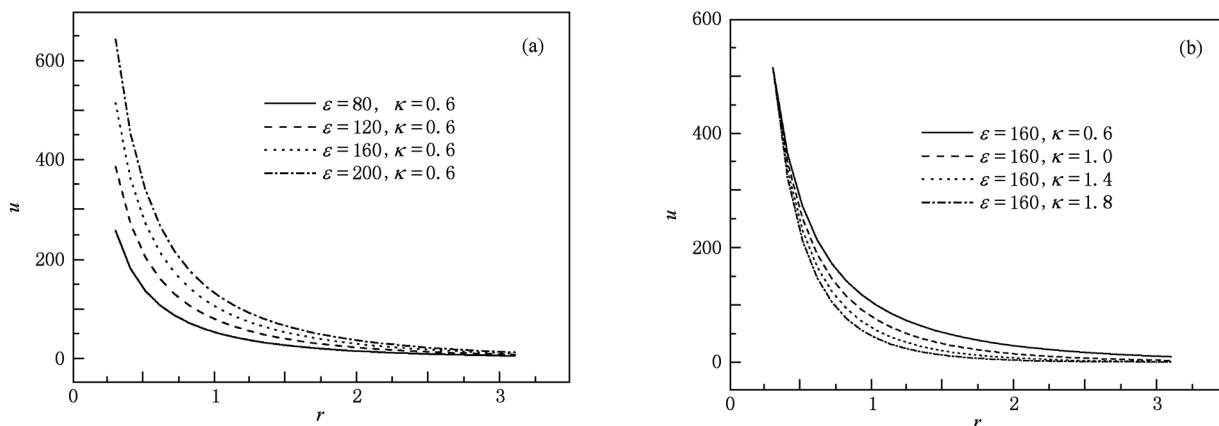 (a)
600
400
200
0
u
ε=80, κ=0.6
ε=120, κ=0.6
ε=160, κ=0.6
ε=200, κ=0.6
0 1 2 3
r
(b)
600
400
200
0
u
ε=160, κ=0.6
ε=160, κ=1.0
ε=160, κ=1.4
ε=160, κ=1.8
0 1 2 3
r